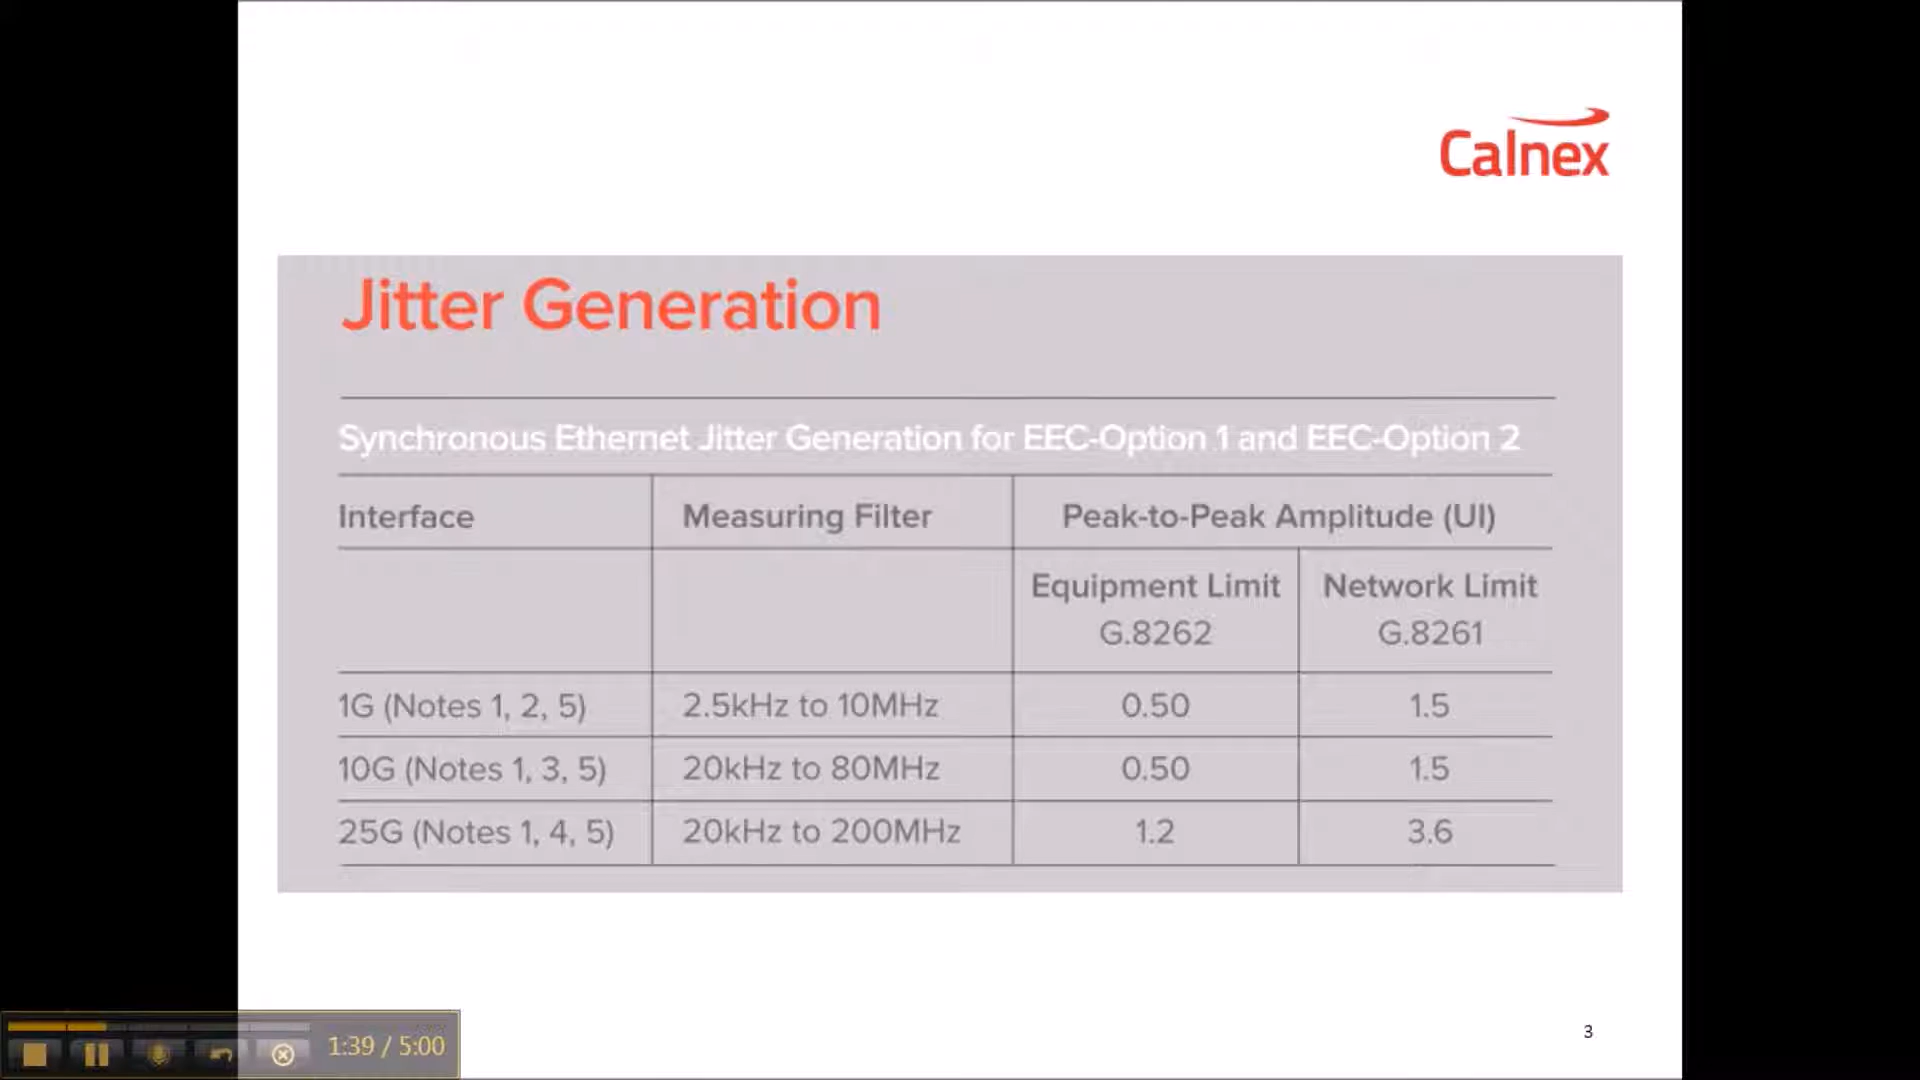 Calnex
Jitter Generation
Synchronous Ethernet Jitter Generation for EEC-Option 1 and EEC-Option 2
Interface Measuring Filter Peak-to-Peak Amplitude (UI)
Equipment Limit Network Limit
G.8262 G.8261
1G (Notes 1, 2, 5) 2.5kHz to 10MHz 0.50 1.5
10G (Notes 1, 3, 5) 20kHz to 80MHz 0.50 1.5
25G (Notes 1, 4, 5) 20kHz to 200MHz 1.2 3.6
3
1:39 / 5:00